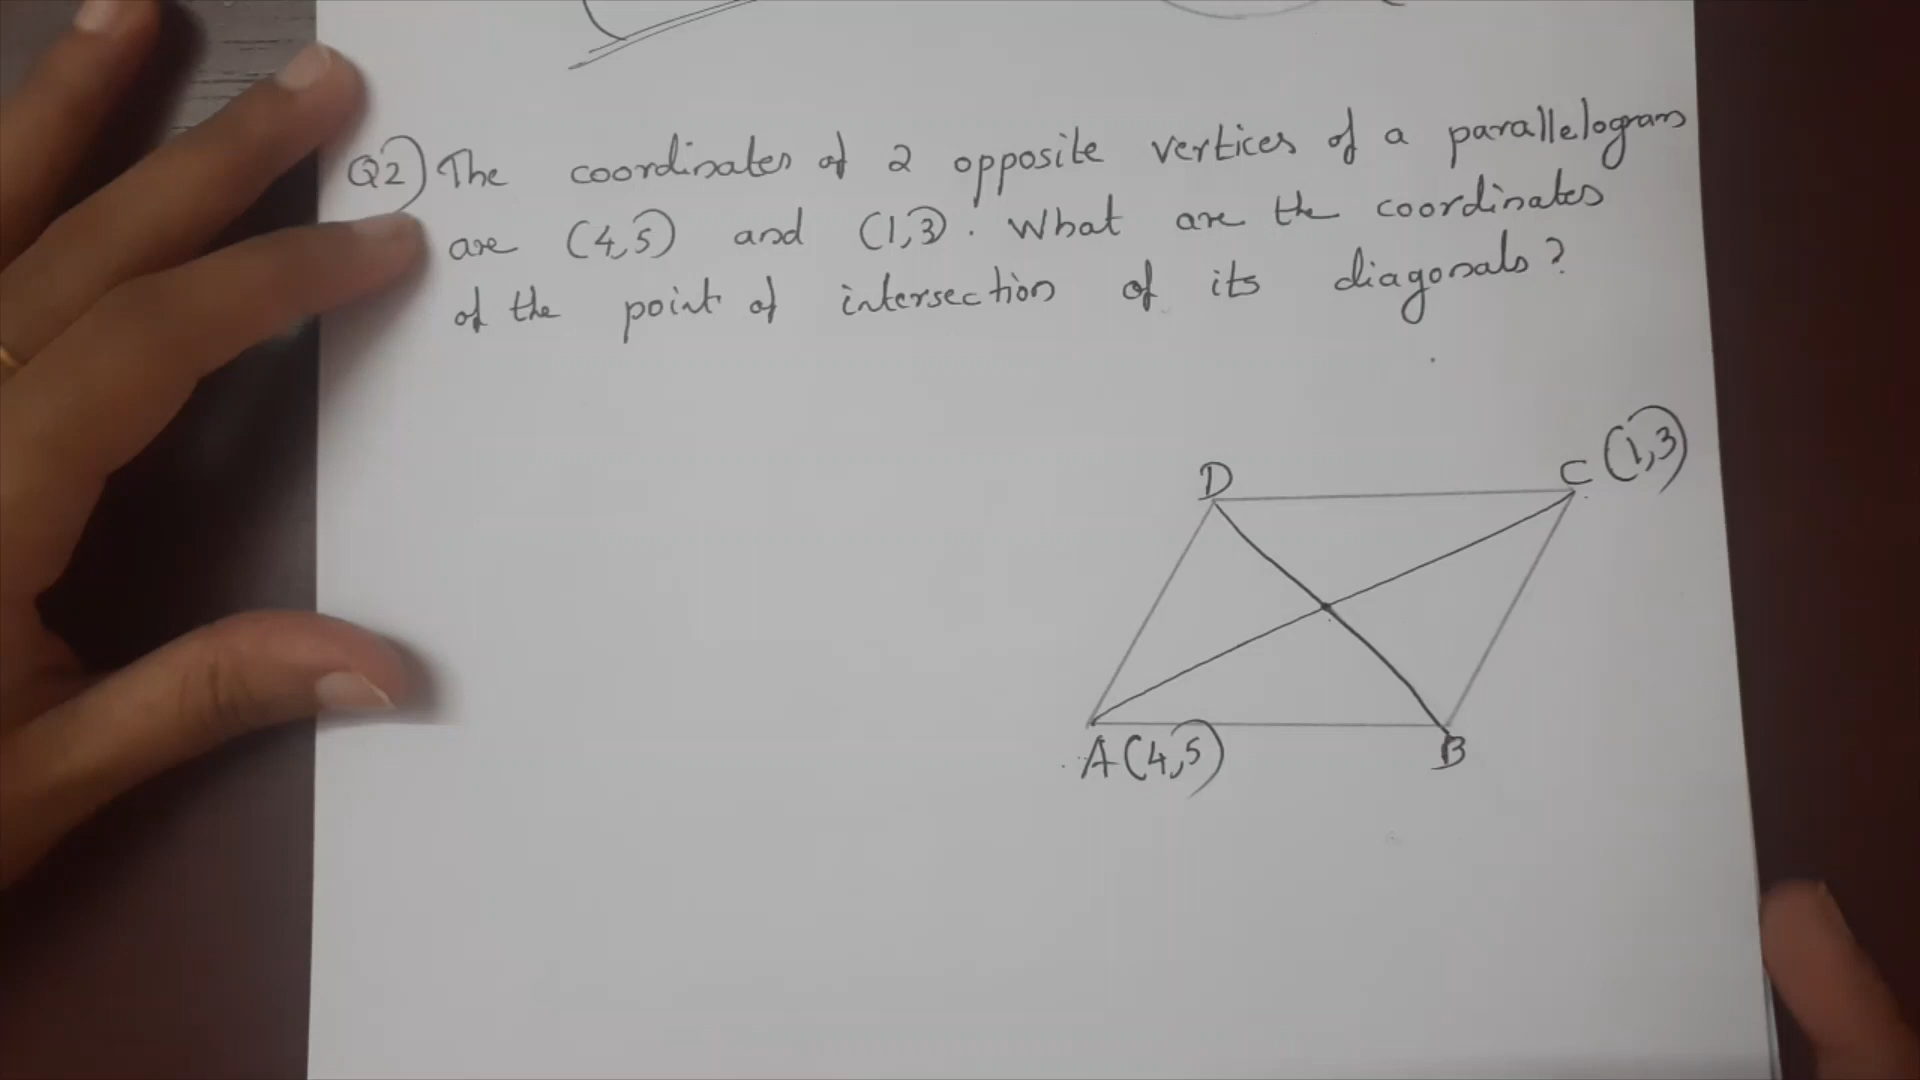 Q2) The coordinates of 2 opposite vertices of a parallelogram
are (4,5) and (1,3). What are the coordinates
of the point of intersection of its diagonals?
D
C (1,3)
A (4,5)
B